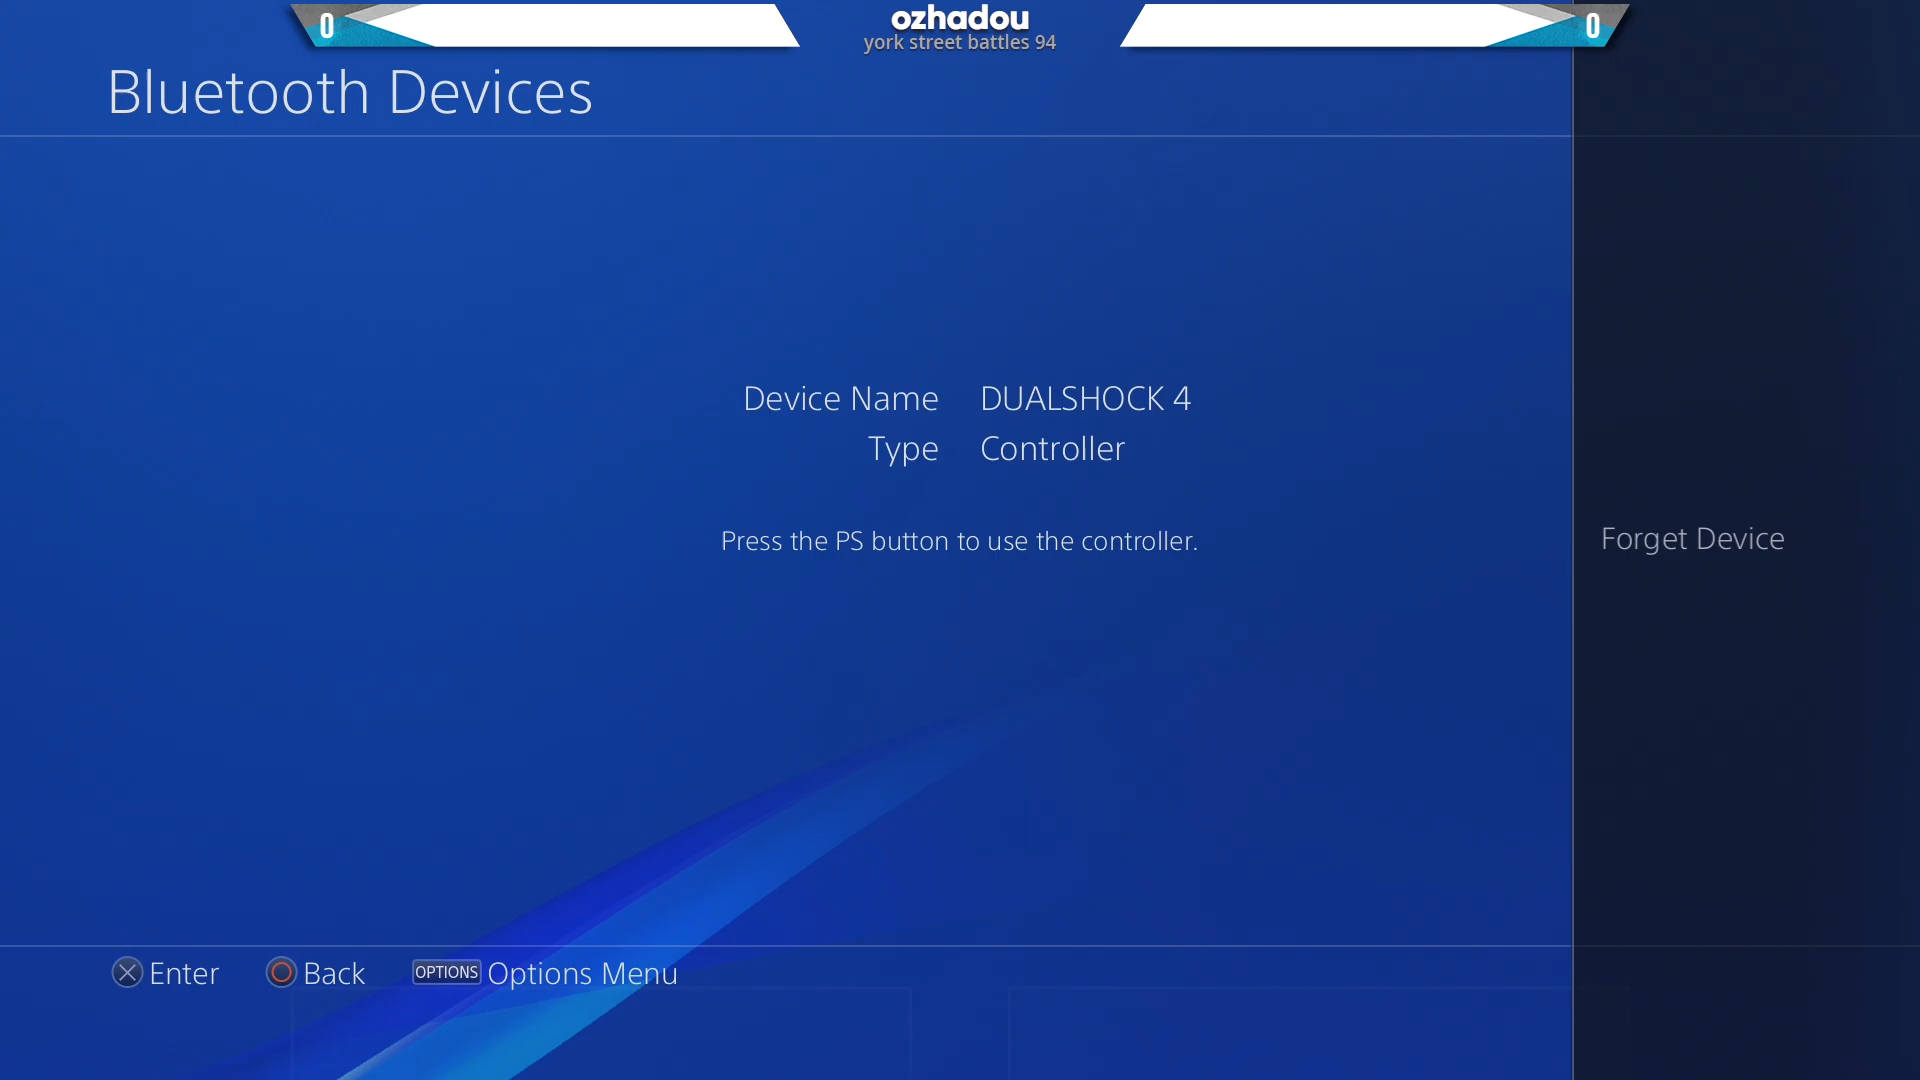 0
ozhadou
york street battles 94
0
Bluetooth Devices
Device Name DUALSHOCK 4
Type Controller
Press the PS button to use the controller.
Forget Device
Enter Back OPTIONS Options Menu